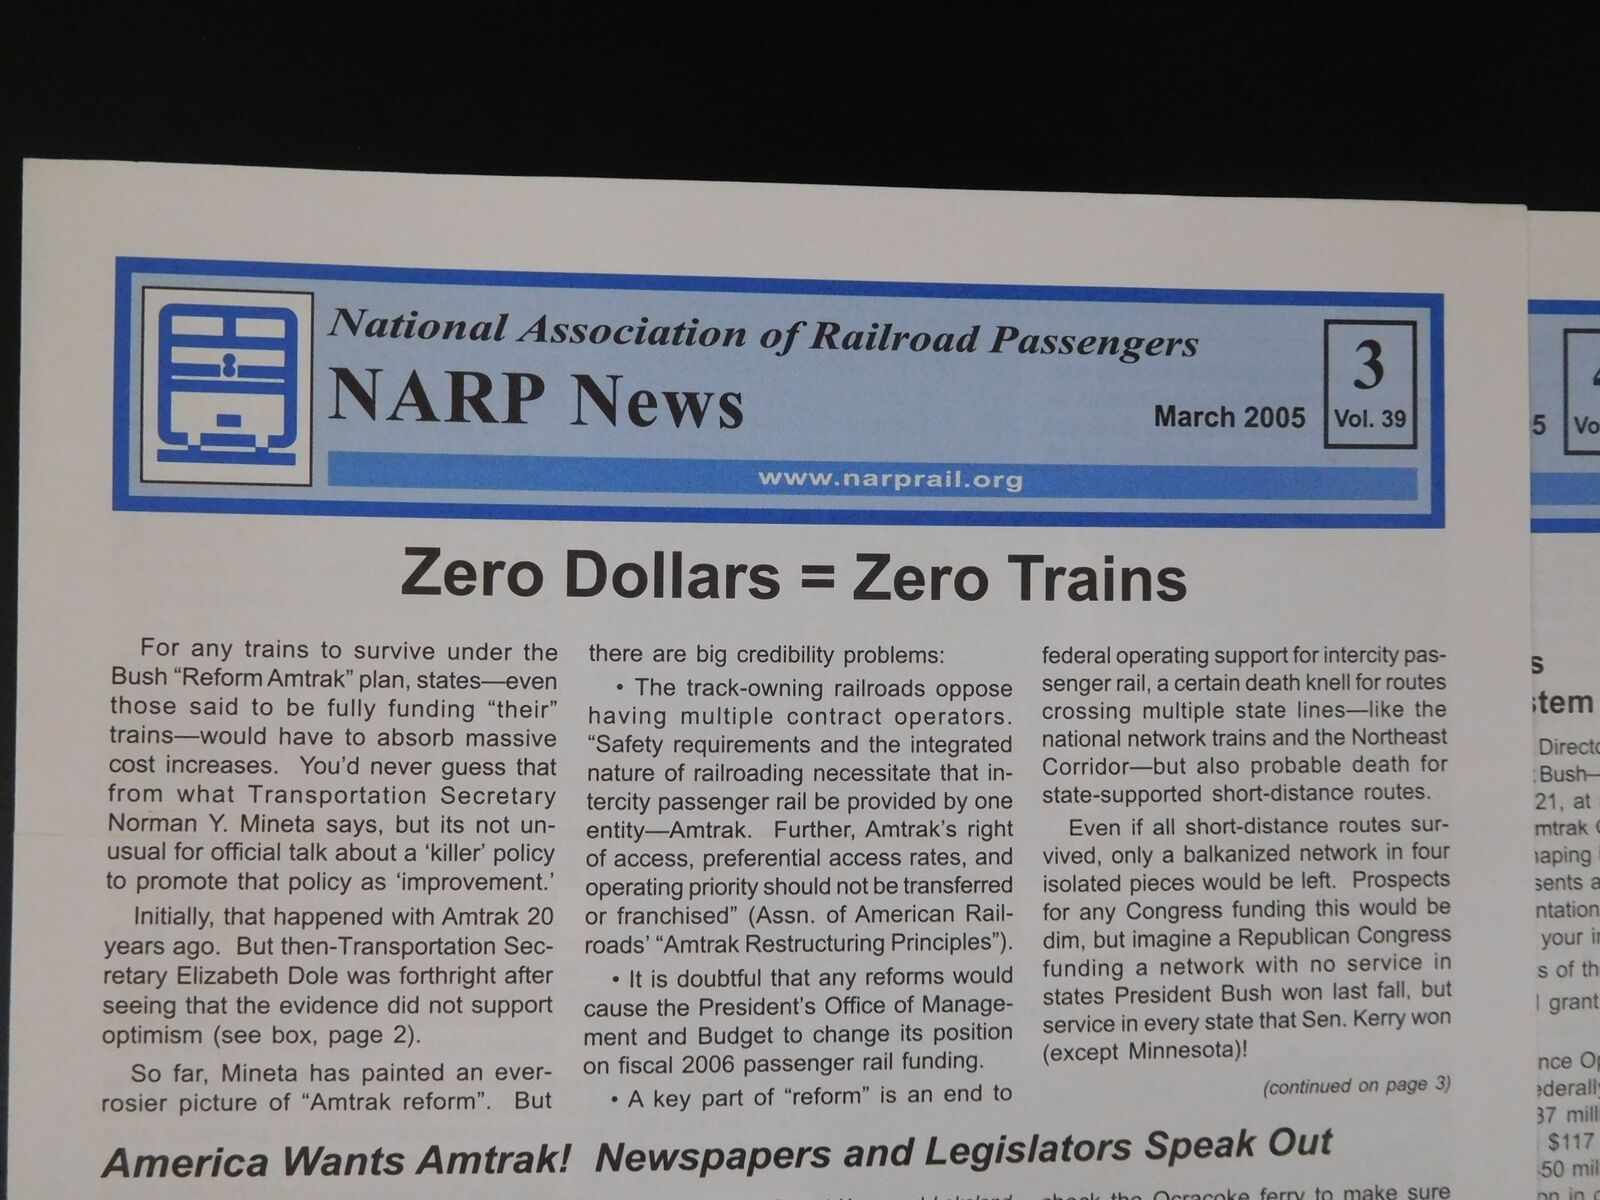 National Association of Railroad Passengers
NARP News
March 2005
3
Vol. 39
www.narprail.org
Zero Dollars = Zero Trains
For any trains to survive under the
Bush “Reform Amtrak” plan, states—even
those said to be fully funding “their”
trains—would have to absorb massive
cost increases. You’d never guess that
from what Transportation Secretary
Norman Y. Mineta says, but its not un-
usual for official talk about a ‘killer’ policy
to promote that policy as ‘improvement.’
Initially, that happened with Amtrak 20
years ago. But then-Transportation Sec-
retary Elizabeth Dole was forthright after
seeing that the evidence did not support
optimism (see box, page 2).
So far, Mineta has painted an ever-
rosier picture of “Amtrak reform”. But
there are big credibility problems:
• The track-owning railroads oppose
having multiple contract operators.
“Safety requirements and the integrated
nature of railroading necessitate that in-
tercity passenger rail be provided by one
entity—Amtrak. Further, Amtrak’s right
of access, preferential access rates, and
operating priority should not be transferred
or franchised” (Assn. of American Rail-
roads’ “Amtrak Restructuring Principles”).
• It is doubtful that any reforms would
cause the President’s Office of Manage-
ment and Budget to change its position
on fiscal 2006 passenger rail funding.
• A key part of “reform” is an end to
federal operating support for intercity pas-
senger rail, a certain death knell for routes
crossing multiple state lines—like the
national network trains and the Northeast
Corridor—but also probable death for
state-supported short-distance routes.
Even if all short-distance routes sur-
vived, only a balkanized network in four
isolated pieces would be left. Prospects
for any Congress funding this would be
dim, but imagine a Republican Congress
funding a network with no service in
states President Bush won last fall, but
service in every state that Sen. Kerry won
(except Minnesota)!
(continued on page 3)
America Wants Amtrak! Newspapers and Legislators Speak Out
the Ocracoke ferry to make sure
5
Bush—
21, at
your
s of
grant
37
$117